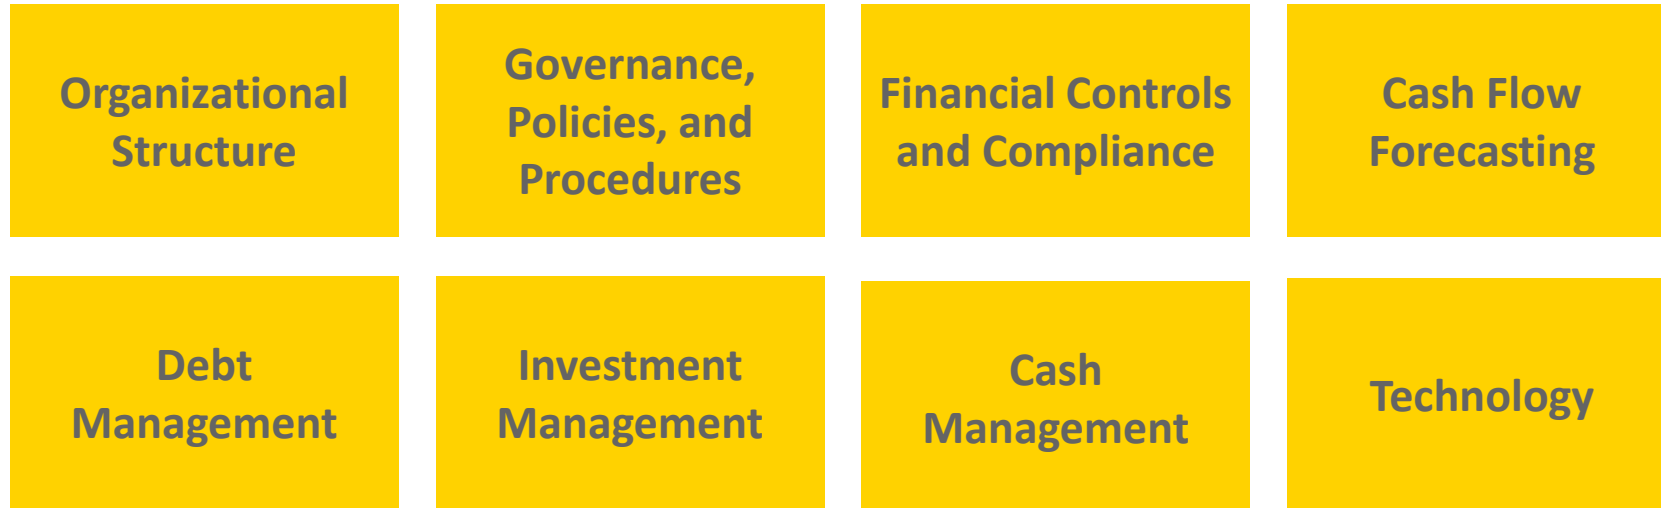 Organizational
Structure
Governance,
Policies, and
Procedures
Financial Controls
and Compliance
Cash Flow
Forecasting
Debt
Management
Investment
Management
Cash
Management
Technology